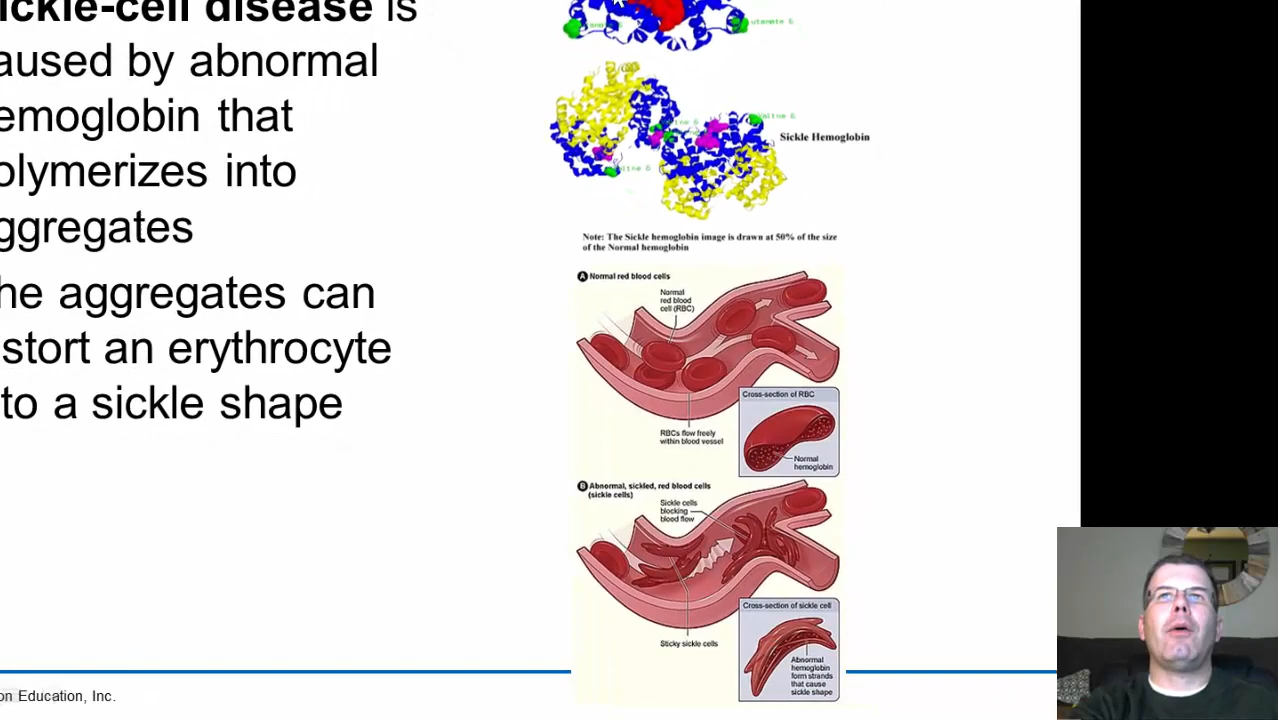 ickle-cell disease is
aused by abnormal
emoglobin that
olymerizes into
ggregates
he aggregates can
stort an erythrocyte
to a sickle shape
utamate 6
Sickle Hemoglobin
Note: The Sickle hemoglobin image is drawn at 50% of the size
of the Normal hemoglobin
A Normal red blood cells
Normal
red blood
cell (RBC)
Cross-section of RBC
RBCs flow freely
within blood vessel
Normal
hemoglobin
B Abnormal, sickled, red blood cells
(sickle cells)
Sickle cells
blocking
blood flow
Cross-section of sickle cell
Sticky sickle cells
Abnormal
hemoglobin
form strands
that cause
sickle shape
on Education, Inc.